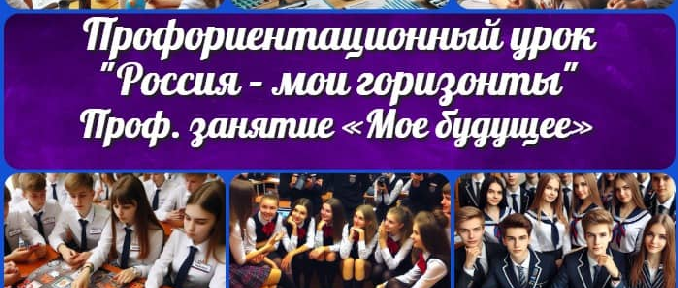 Профориентационный урок
"Россия – мои горизонты"
Проф. занятие «Мое будущее»